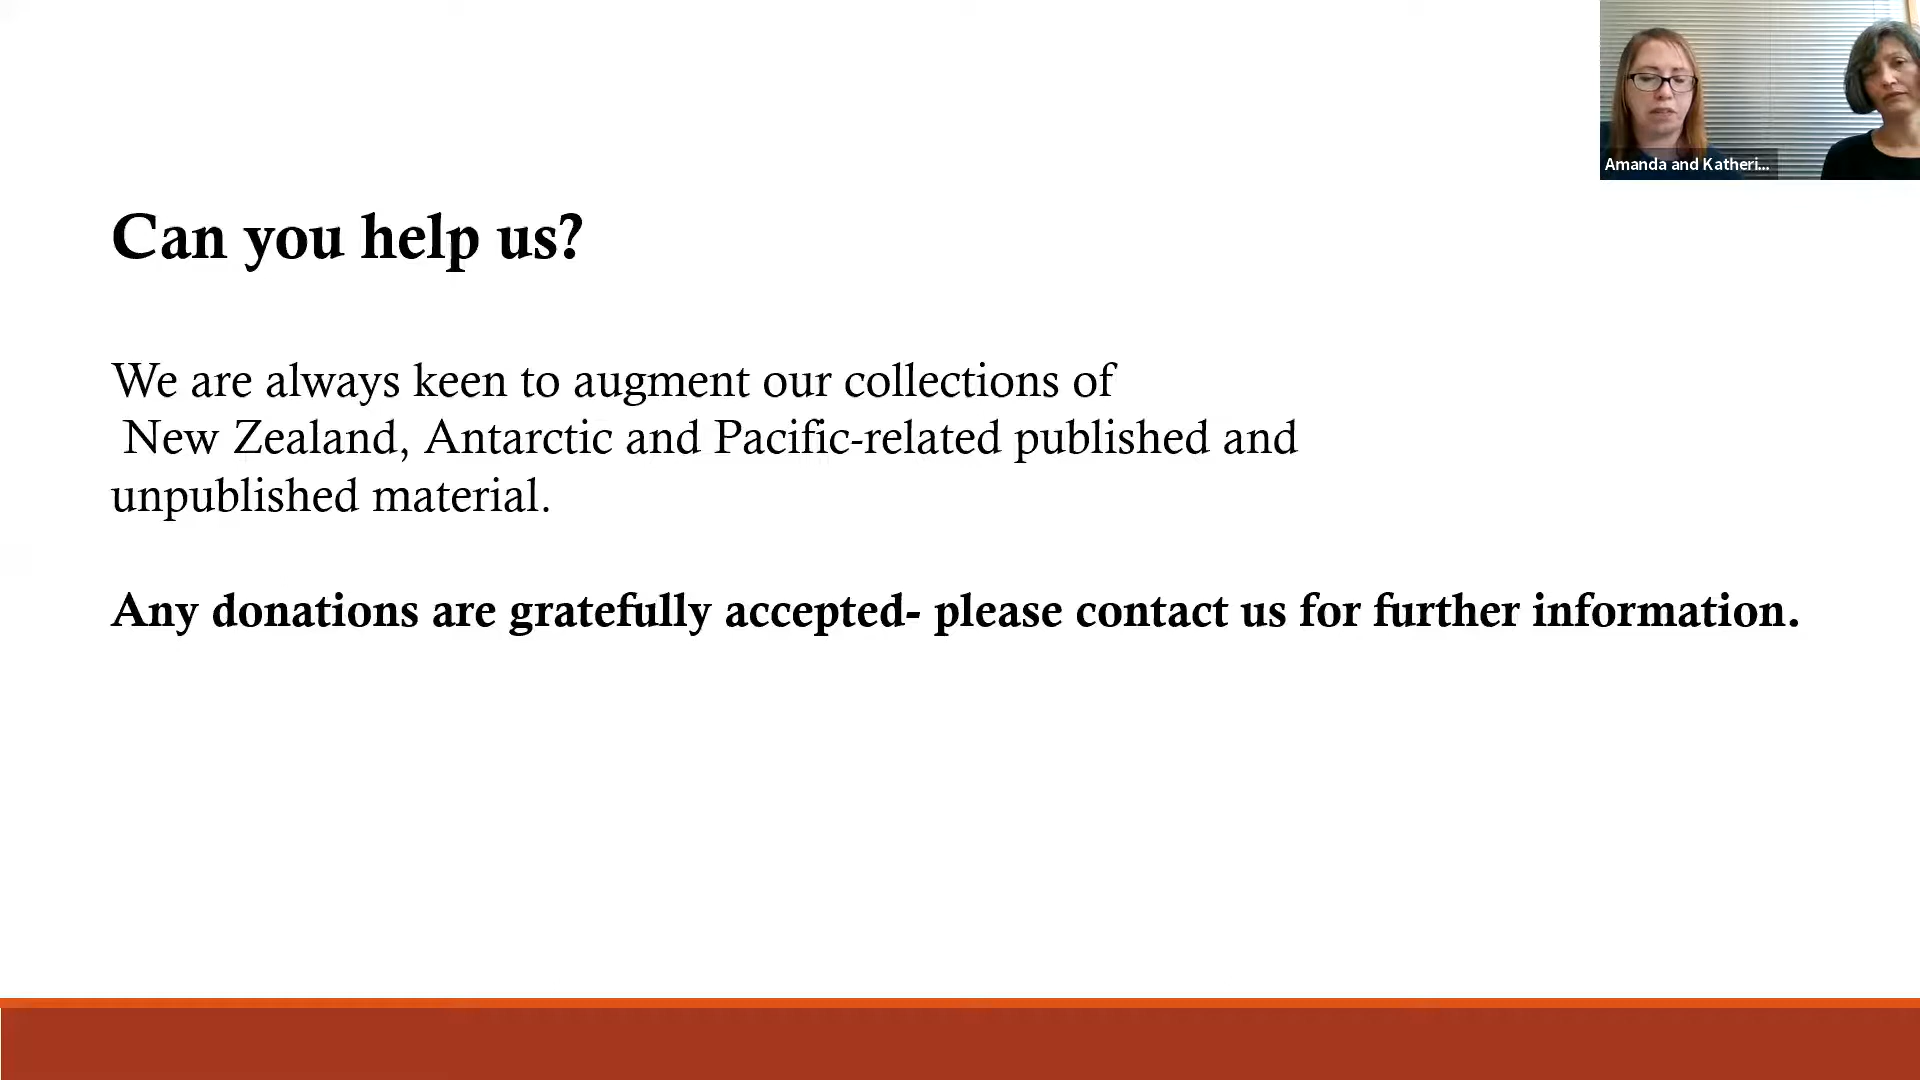 Amanda and Katheri...
Can you help us?
We are always keen to augment our collections of
New Zealand, Antarctic and Pacific-related published and
unpublished material.
Any donations are gratefully accepted- please contact us for further information.